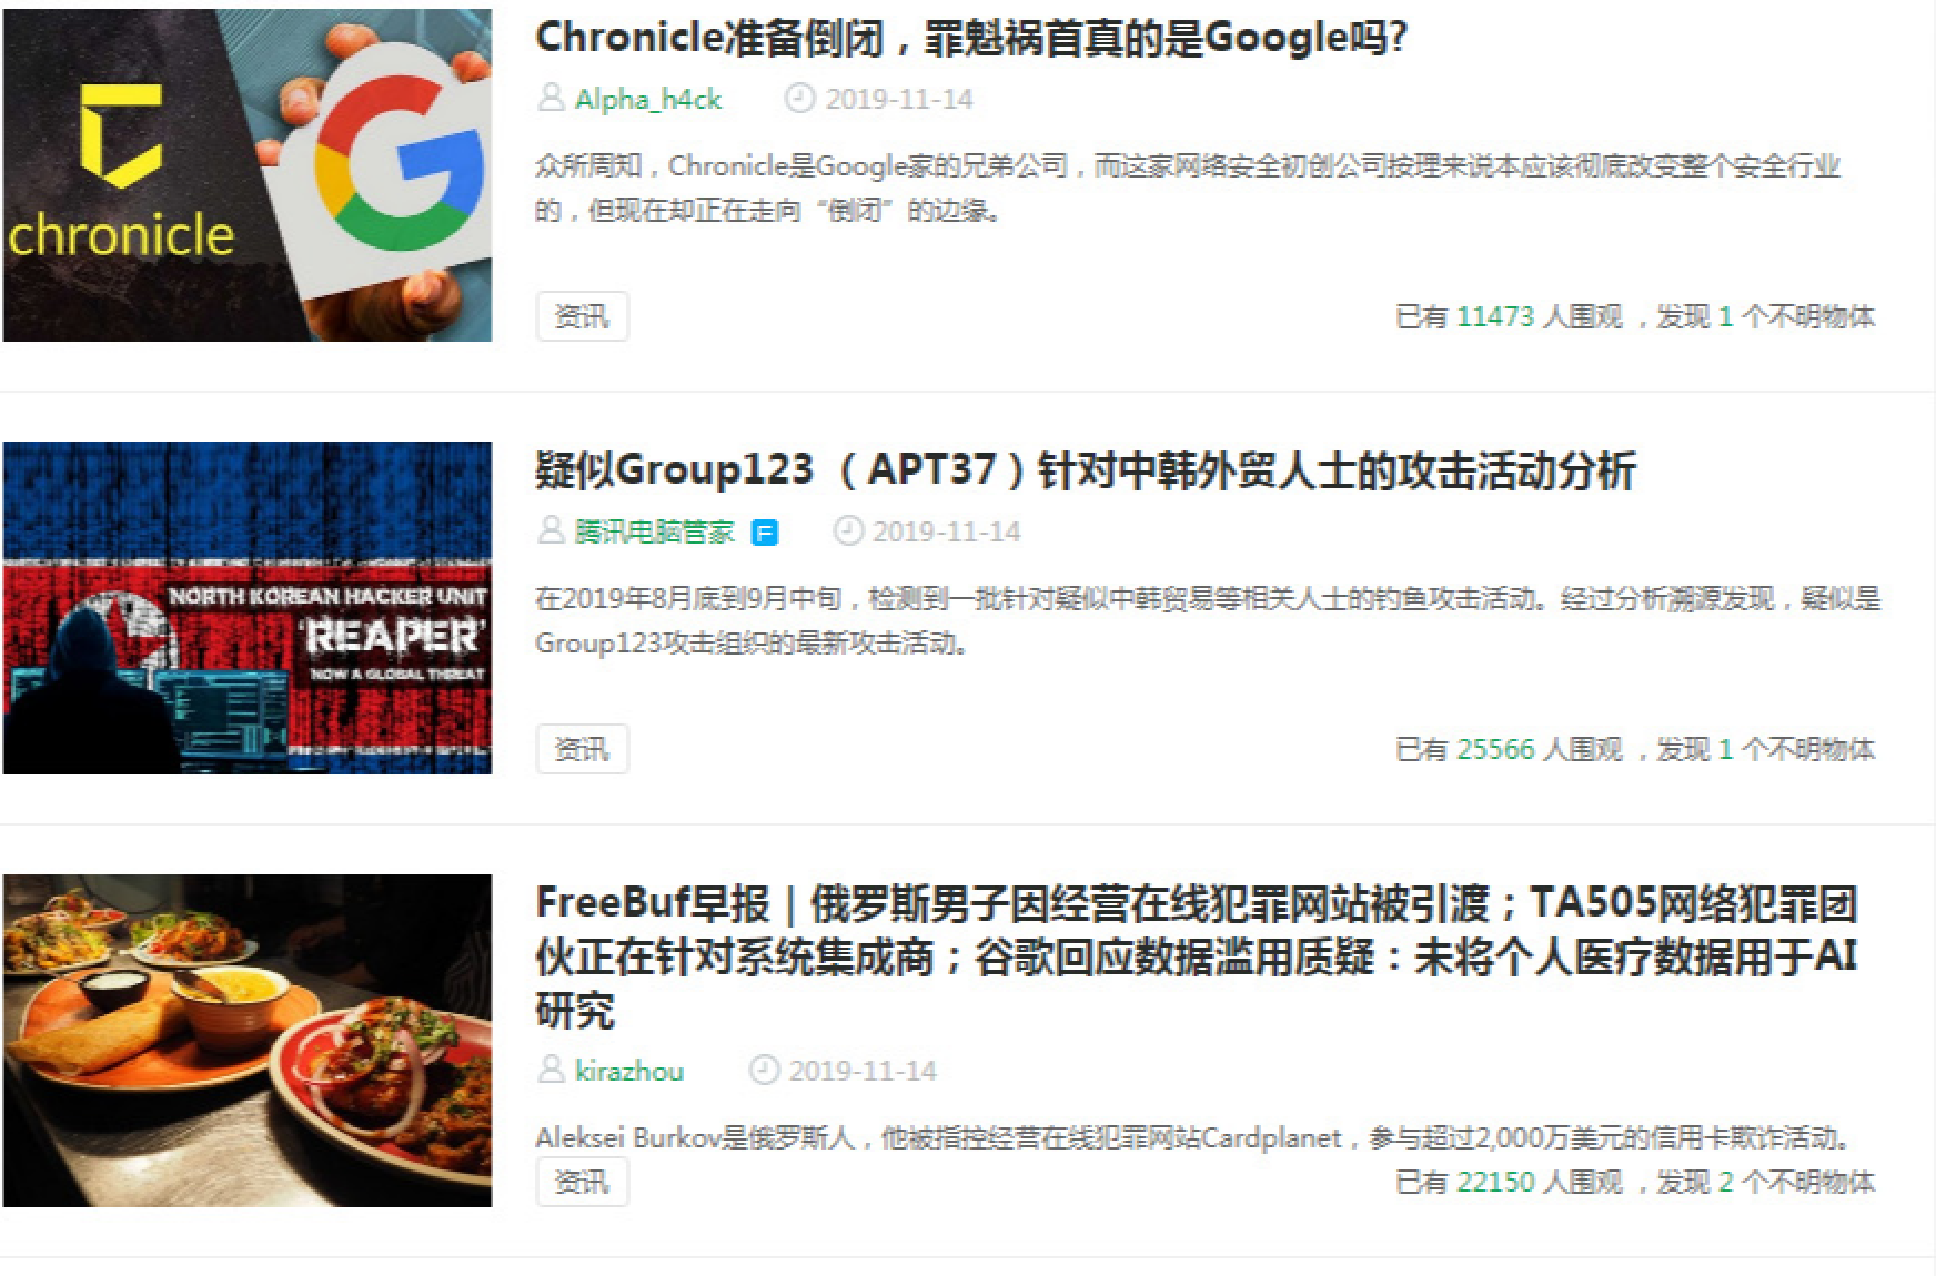 chronicle
Chronicle准备倒闭，罪魁祸首真的是Google吗?
Alpha_h4ck 2019-11-14
众所周知，Chronicle是Google家的兄弟公司，而这家网络安全初创公司按理来说本应该彻底改变整个安全行业
的，但现在却正在走向“倒闭”的边缘。
资讯 已有 11473 人围观 ，发现 1 个不明物体
NORTH KOREAN HACKER UNIT
'REAPER'
NOW A GLOBAL THREAT
疑似Group123 （ APT37 ）针对中韩外贸人士的攻击活动分析
腾讯电脑管家 F 2019-11-14
在2019年8月底到9月中旬，检测到一批针对疑似中韩贸易等相关人士的钓鱼攻击活动。经过分析溯源发现，疑似是
Group123攻击组织的最新攻击活动。
资讯 已有 25566 人围观 ，发现 1 个不明物体
FreeBuf早报 | 俄罗斯男子因经营在线犯罪网站被引渡；TA505网络犯罪团
伙正在针对系统集成商；谷歌回应数据滥用质疑：未将个人医疗数据用于AI
研究
kirazhou 2019-11-14
Aleksei Burkov是俄罗斯人，他被指控经营在线犯罪网站Cardplanet，参与超过2,000万美元的信用卡欺诈活动。
资讯 已有 22150 人围观 ，发现 2 个不明物体